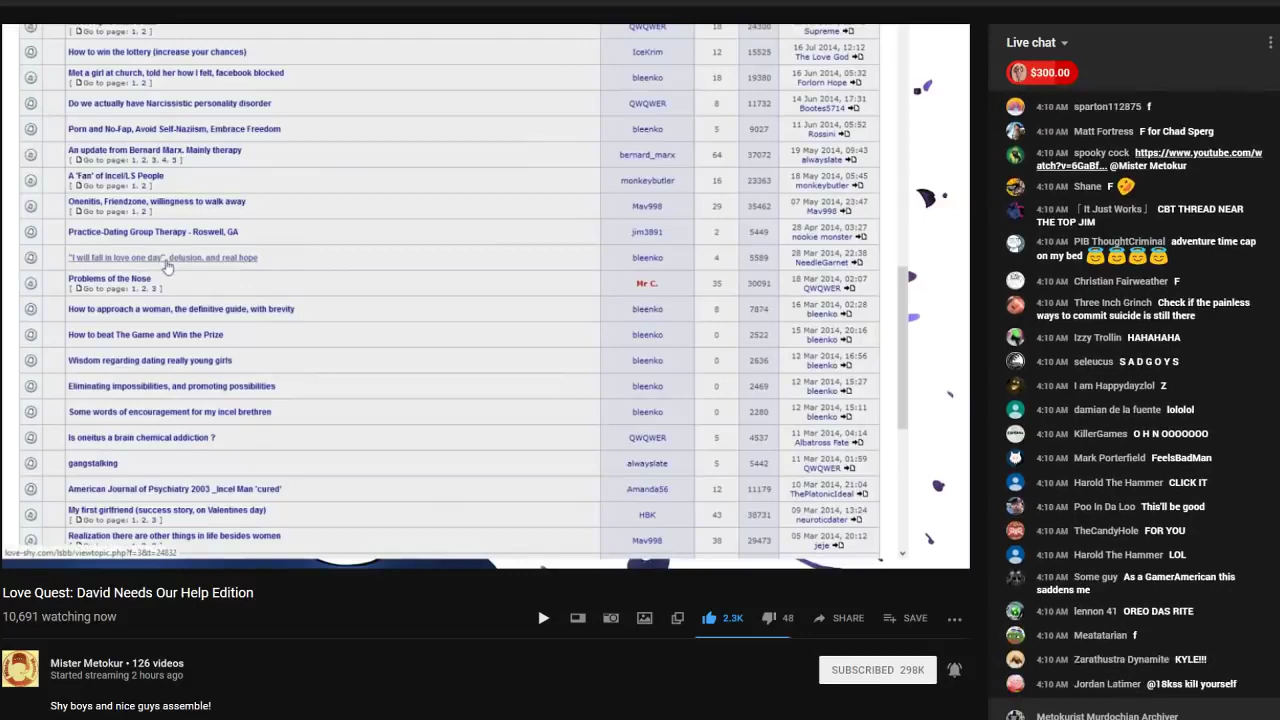 QWQWER 18 24300
[ Go to page: 1, 2 ] Supreme
How to win the lottery (increase your chances) IceKrim 12 15525 16 Jul 2014, 12:12
The Love God
Met a girl at church, told her how I felt, facebook blocked bleenko 18 19380 16 Jun 2014, 05:32
[ Go to page: 1, 2 ] Forlorn Hope
Do we actually have Narcissistic personality disorder QWQWER 8 11732 14 Jun 2014, 17:31
Bootes5714
Porn and No-Fap, Avoid Self-Naziism, Embrace Freedom bleenko 5 9027 11 Jun 2014, 05:52
Rossini
An update from Bernard Marx. Mainly therapy bernard_marx 64 37072 19 May 2014, 09:43
[ Go to page: 1, 2, 3, 4, 5 ] alwayslate
A 'Fan' of Incel/LS People monkeybutler 16 23363 18 May 2014, 05:45
[ Go to page: 1, 2 ] monkeybutler
Onenitis, Friendzone, willingness to walk away Mav998 29 35462 07 May 2014, 23:47
[ Go to page: 1, 2 ] Mav998
Practice-Dating Group Therapy - Roswell, GA jim3891 2 5449 28 Apr 2014, 03:27
nookie monster
"I will fall in love one day", delusion, and real hope bleenko 4 5589 28 Mar 2014, 11:38
NeedleGarnet
Problems of the Nose Mr C. 35 30091 18 Mar 2014, 02:07
[ Go to page: 1, 2, 3 ] QWQWER
How to approach a woman, the definitive guide, with brevity bleenko 8 7874 16 Mar 2014, 02:28
bleenko
How to beat The Game and Win the Prize bleenko 0 2522 15 Mar 2014, 20:16
bleenko
Wisdom regarding dating really young girls bleenko 0 2636 12 Mar 2014, 16:56
bleenko
Eliminating impossibilities, and promoting possibilities bleenko 0 2469 12 Mar 2014, 15:27
bleenko
Some words of encouragement for my incel brethren bleenko 0 2280 12 Mar 2014, 15:11
bleenko
Is oneitus a brain chemical addiction ? QWQWER 5 4537 11 Mar 2014, 04:14
Albatross Fate
gangstalking alwayslate 5 5442 11 Mar 2014, 01:59
QWQWER
American Journal of Psychiatry 2003 _Incel Man 'cured' Amanda56 12 11179 10 Mar 2014, 21:04
ThePlatonicIdeal
My first girlfriend (success story, on Valentines day) HBK 43 38731 09 Mar 2014, 13:24
[ Go to page: 1, 2, 3 ] neuroticdater
Realization there are other things in life besides women Mav998 38 29473 05 Mar 2014, 20:12
jeje
love-shy.com/lsbb/viewtopic.php?f=3&t=24832
Love Quest: David Needs Our Help Edition
10,691 watching now
2.3K 48 SHARE SAVE
Mister Metokur • 126 videos
Started streaming 2 hours ago
SUBSCRIBED 298K
Shy boys and nice guys assemble!
Live chat
$300.00
4:10 AM sparton112875 f
4:10 AM Matt Fortress F for Chad Sperg
4:10 AM spooky cock https://www.youtube.com/w
atch?v=6GaBf... @Mister Metokur
4:10 AM Shane F
4:10 AM 「 It Just Works 」 CBT THREAD NEAR
THE TOP JIM
4:10 AM PIB ThoughtCriminal adventure time cap
on my bed
4:10 AM Christian Fairweather F
4:10 AM Three Inch Grinch Check if the painless
ways to commit suicide is still there
4:10 AM Izzy Trollin HAHAHAHA
4:10 AM seleucus S A D G O Y S
4:10 AM I am Happydayzlol Z
4:10 AM damian de la fuente lololol
4:10 AM KillerGames O H N OOOOOOO
4:10 AM Mark Porterfield FeelsBadMan
4:10 AM Harold The Hammer CLICK IT
4:10 AM Poo In Da Loo This'll be good
4:10 AM TheCandyHole FOR YOU
4:10 AM Harold The Hammer LOL
4:10 AM Some guy As a GamerAmerican this
saddens me
4:10 AM lennon 41 OREO DAS RITE
4:10 AM Meatatarian f
4:10 AM Zarathustra Dynamite KYLE!!!
4:10 AM Jordan Latimer @18kss kill yourself
Metokurist Murdochian Archiver